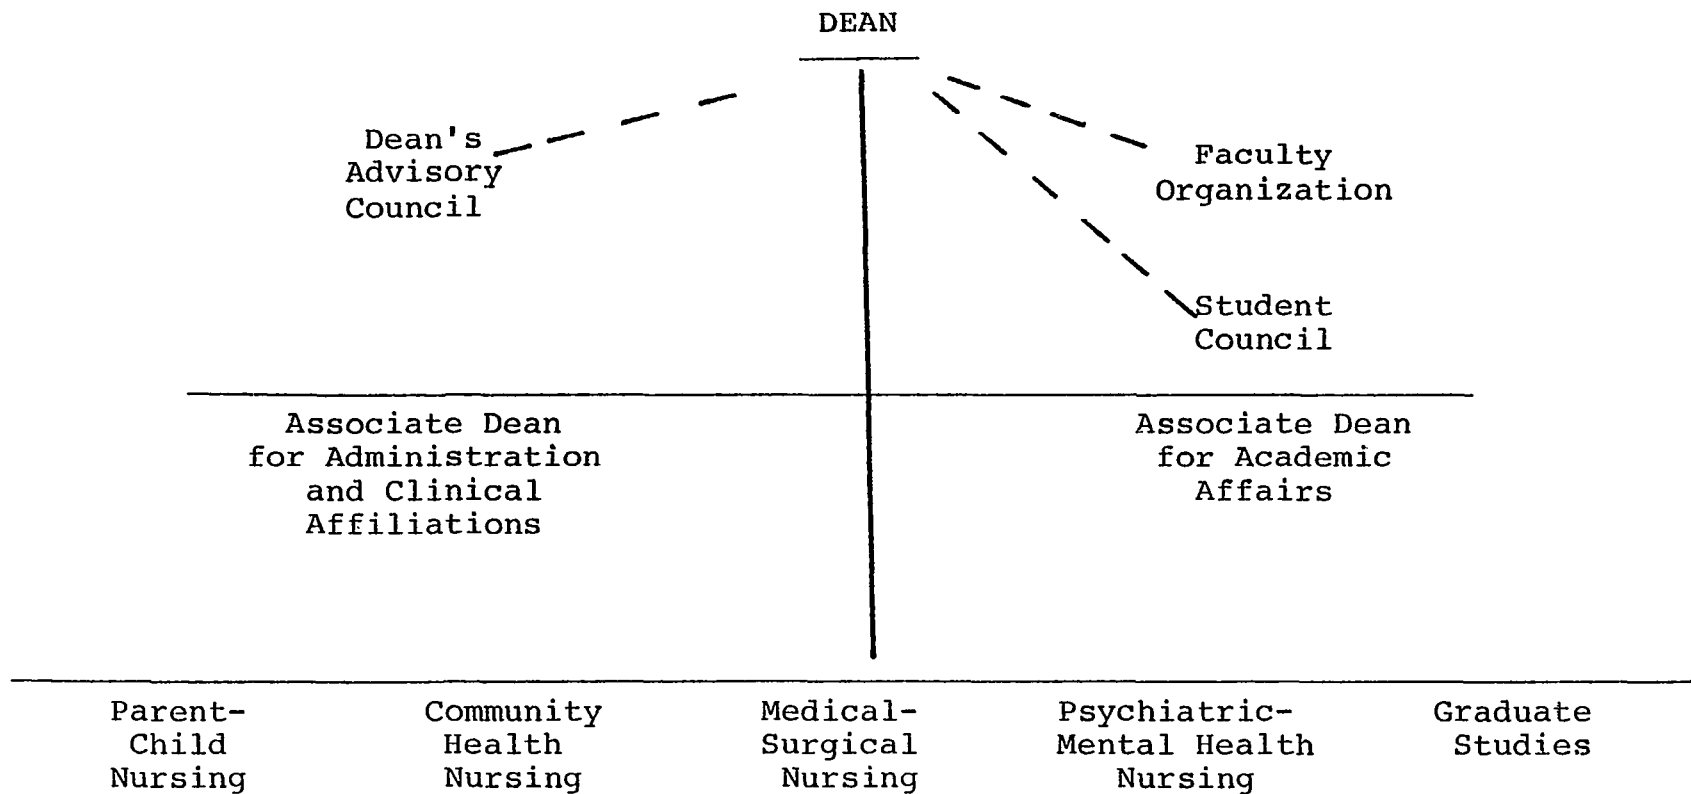 DEAN
Dean's
Advisory
Council
Faculty
Organization
Student
Council
Associate Dean
for Administration
and Clinical
Affiliations
Associate Dean
for Academic
Affairs
Parent-
Child
Nursing
Community
Health
Nursing
Medical-
Surgical
Nursing
Psychiatric-
Mental Health
Nursing
Graduate
Studies